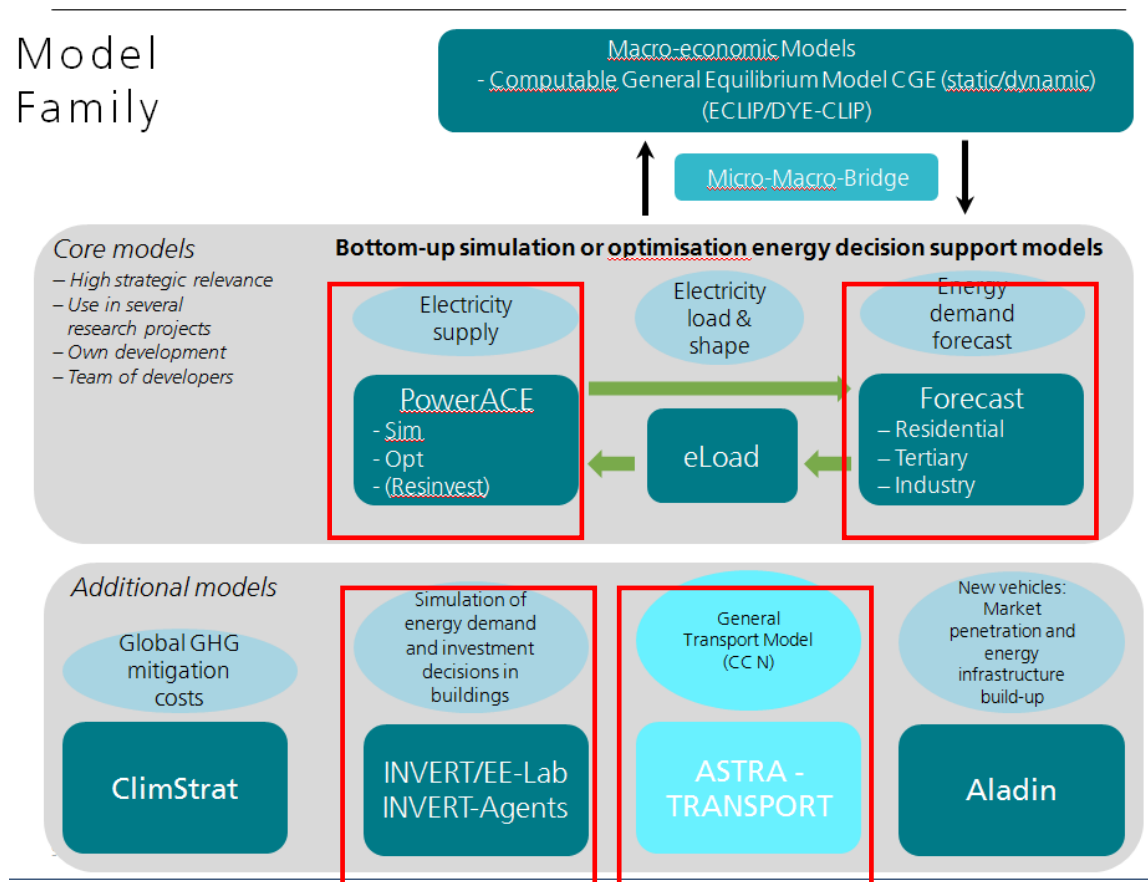 Model
Family
Macro-economic Models
- Computable General Equilibrium Model CGE (static/dynamic)
(ECLIP/DYE-CLIP)
Micro-Macro-Bridge
Core models
– High strategic relevance
– Use in several
research projects
– Own development
– Team of developers
Bottom-up simulation or optimisation energy decision support models
Electricity
supply
Electricity
load &
shape
Energy
demand
forecast
PowerACE
- Sim
- Opt
- (Resinvest)
eLoad
Forecast
– Residential
– Tertiary
– Industry
Additional models
Global GHG
mitigation
costs
Simulation of
energy demand
and investment
decisions in
buildings
General
Transport Model
(CC N)
New vehicles:
Market
penetration and
energy
infrastructure
build-up
ClimStrat
INVERT/EE-Lab
INVERT-Agents
ASTRA -
TRANSPORT
Aladin